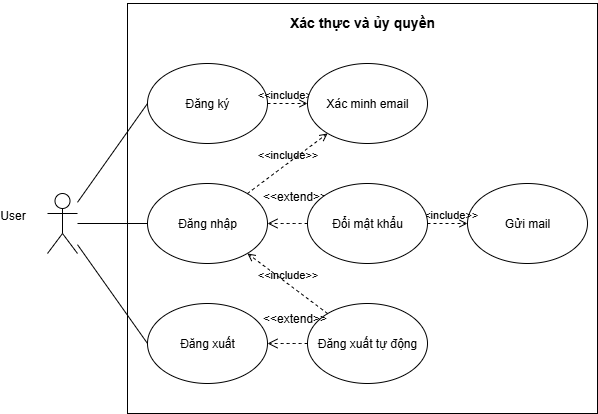 Xác thực và ủy quyền
Đăng ký
<<include>
Xác minh email
<<include>>
User
Đăng nhập
<<extend>>
Đổi mật khẩu
<include>>
Gửi mail
<<include>>
Đăng xuất
<<extend>>
Đăng xuất tự động